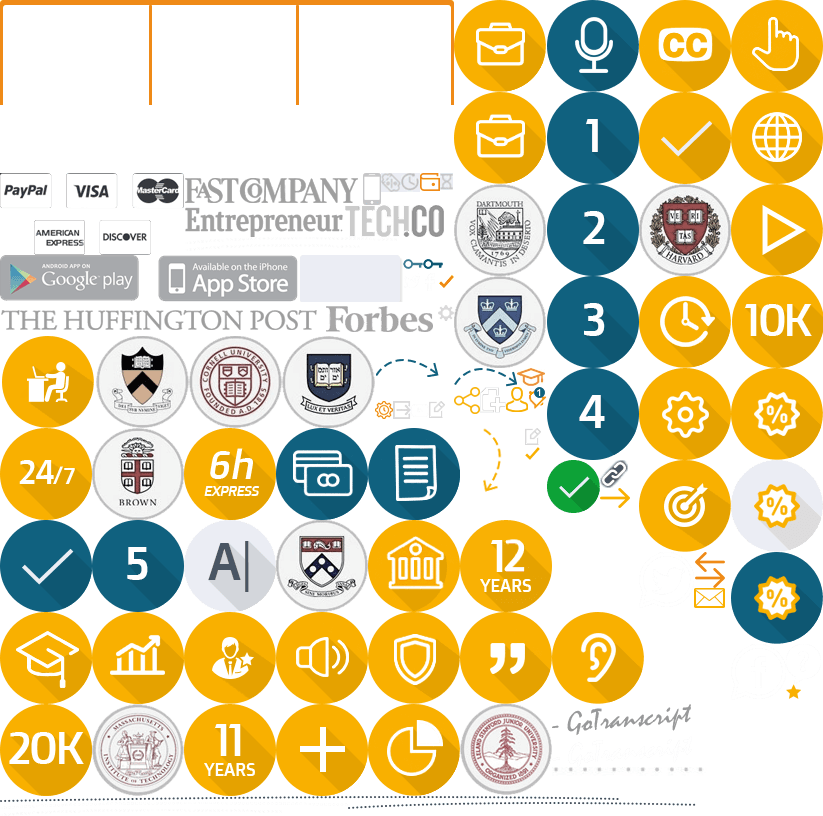 CC
1
PayPal
VISA
MasterCard
FAST COMPANY
Entrepreneur
TECH.CO
AMERICAN EXPRESS
DISCOVER
DARTMOUTH
VOX CLAMANTIS IN DESERTO
1769
2
VE RI
TAS
HARVARD
ANDROID APP ON
Google play
Available on the iPhone
App Store
THE HUFFINGTON POST
Forbes
3
10K
CORNELL UNIVERSITY
FOUNDED A.D. 1865
LUX ET VERITAS
1
4
%
24/7
BROWN
6h
EXPRESS
%
5
A|
12
YEARS
%
20K
MASSACHUSETTS
INSTITUTE OF TECHNOLOGY
11
YEARS
LELAND STANFORD JUNIOR UNIVERSITY
ORGANIZED 1891
- GoTranscript